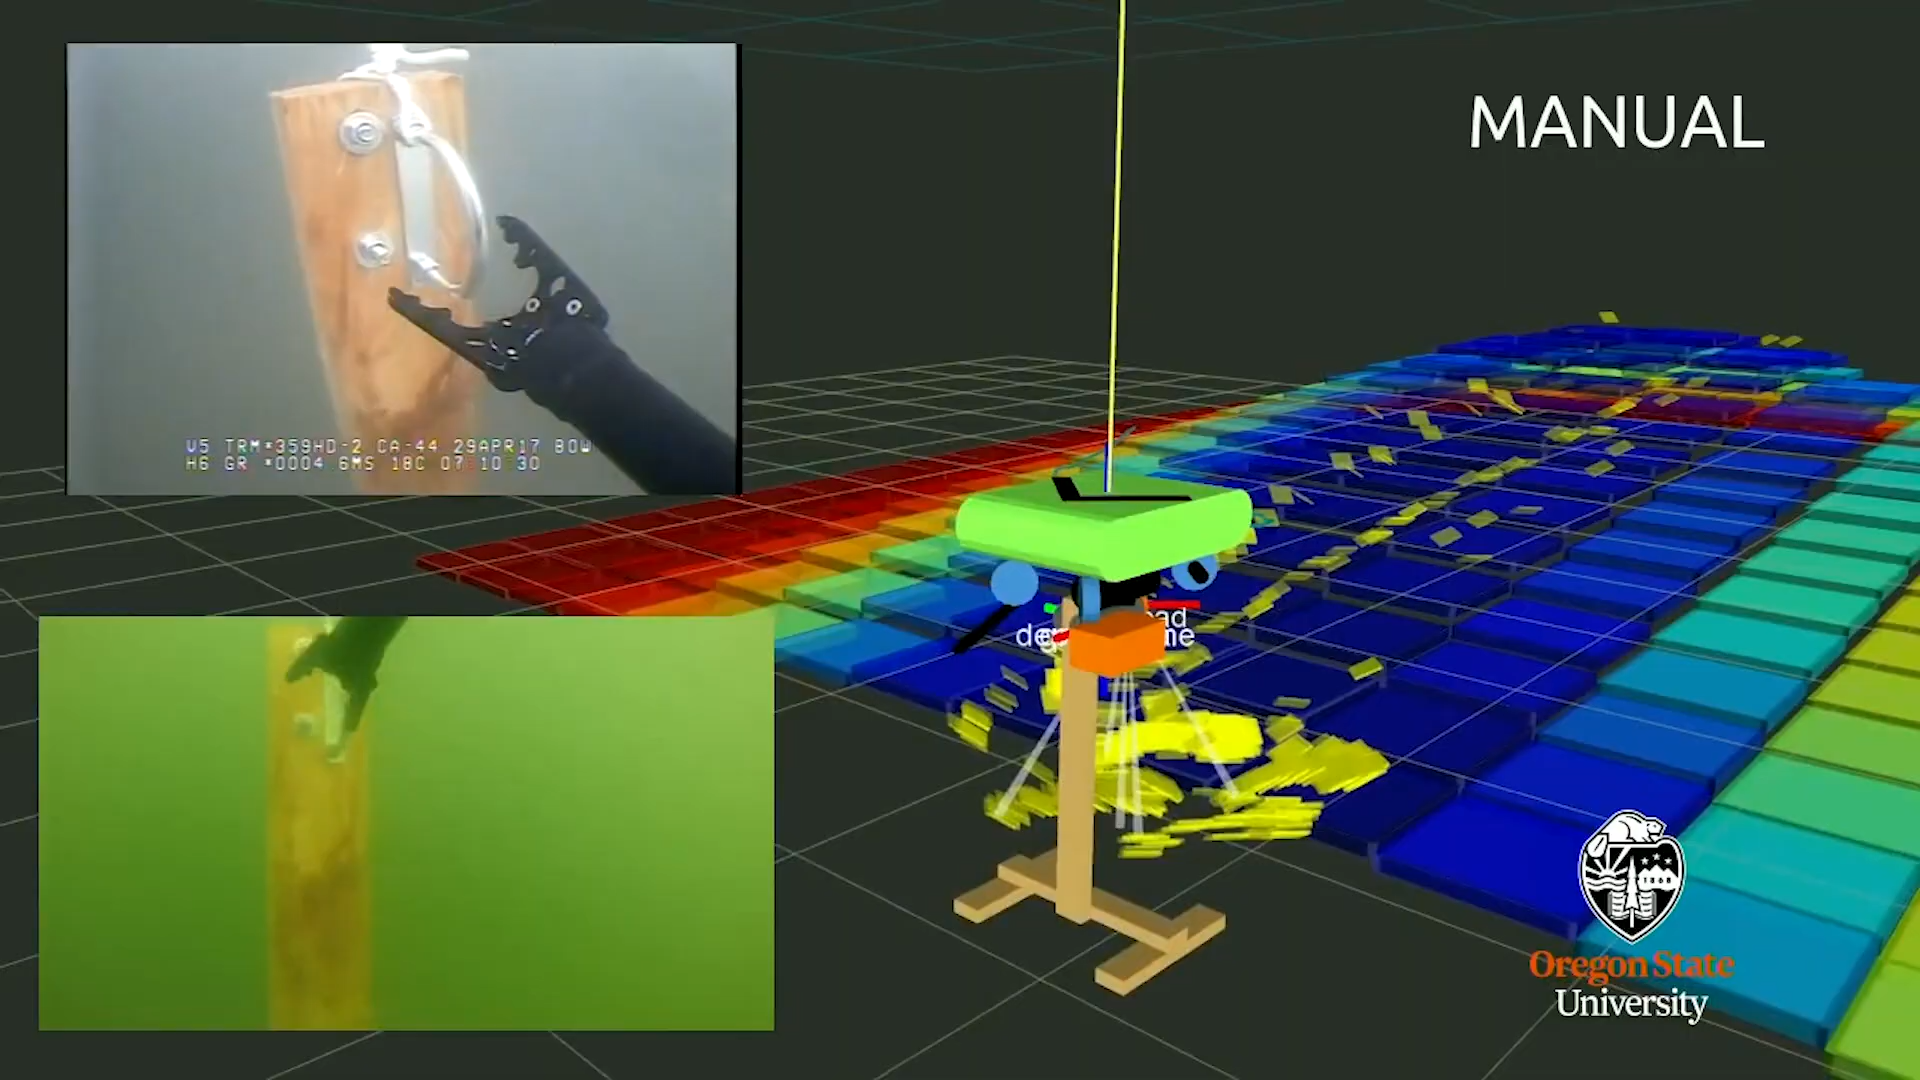 MANUAL
V5 TRM*359HD-2 CA-44 29APR17 BOW
H6 GR *0004 6MS 18C 07:10:30
Oregon State
University